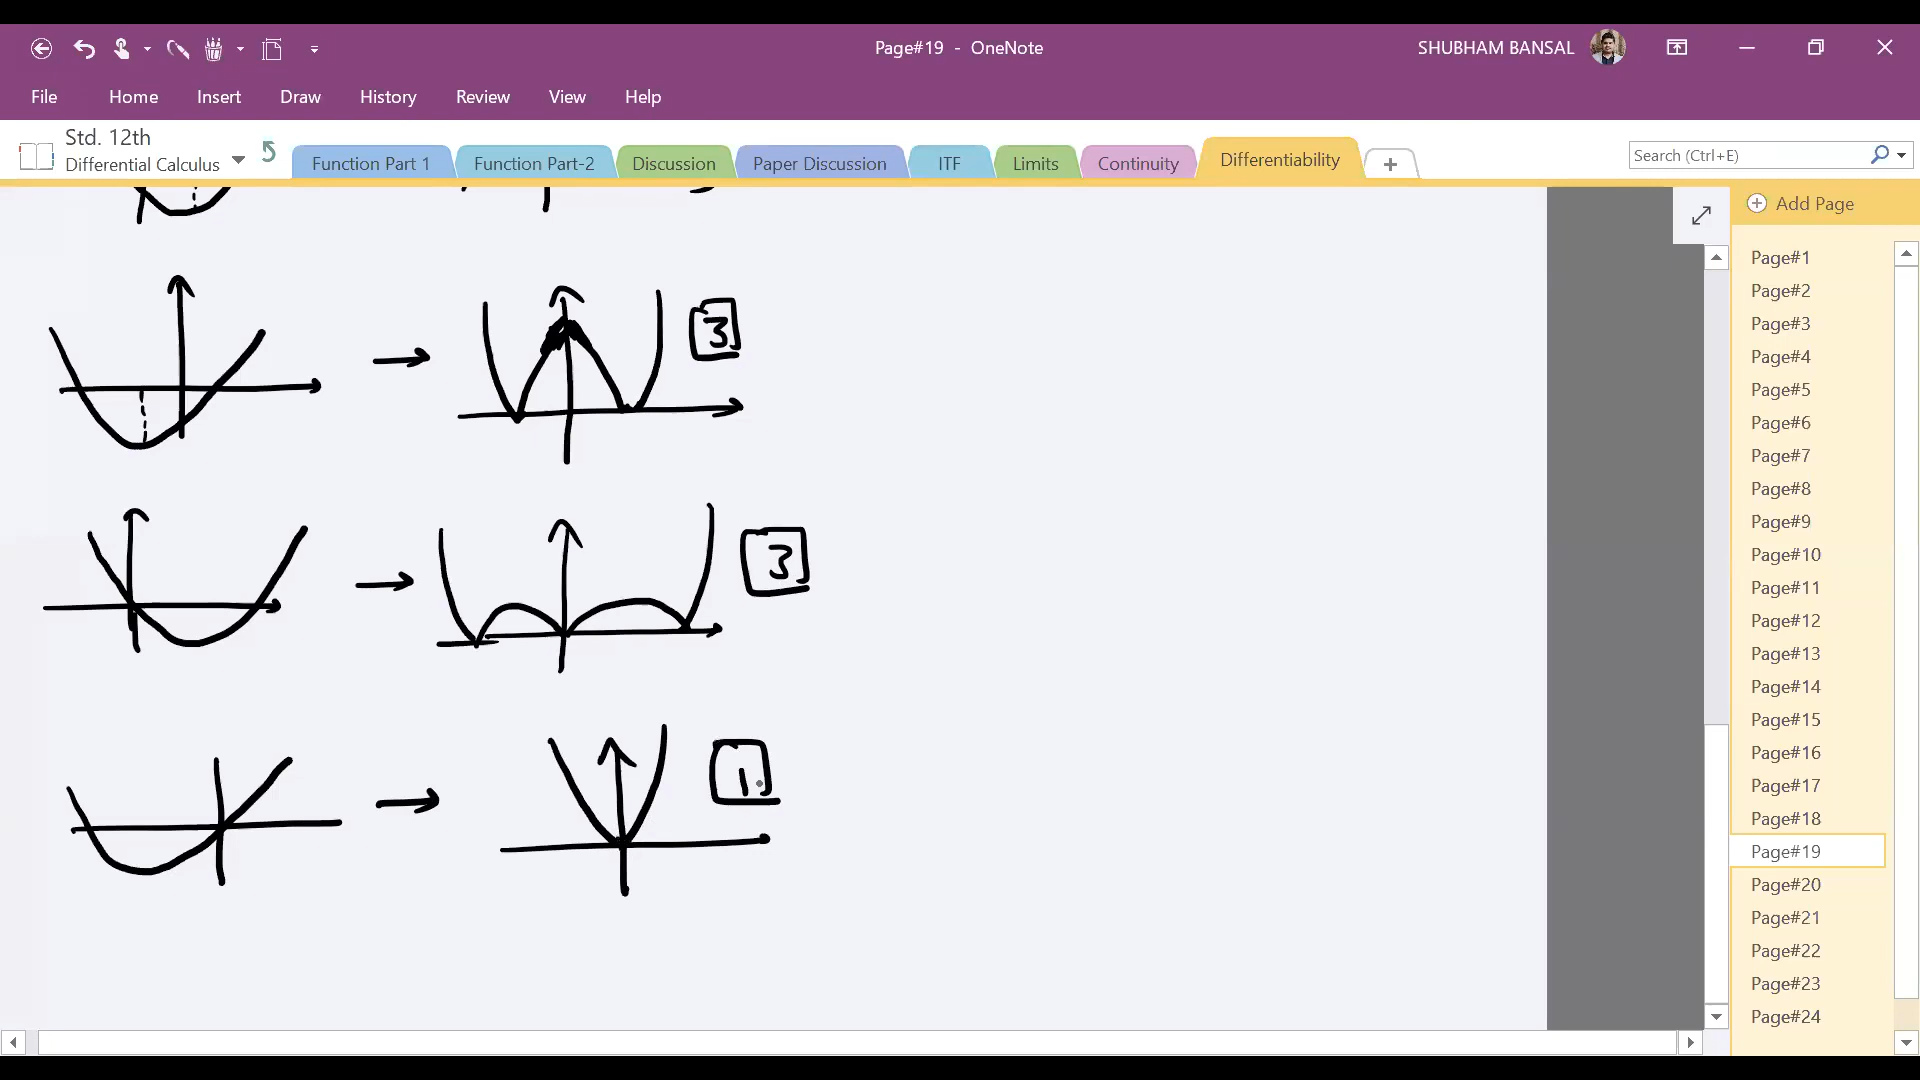 Page#19 - OneNote
SHUBHAM BANSAL
File Home Insert Draw History Review View Help
Std. 12th
Differential Calculus
Function Part 1 Function Part-2 Discussion Paper Discussion ITF Limits Continuity Differentiability
Search (Ctrl+E)
Add Page
Page#1
Page#2
Page#3
Page#4
Page#5
Page#6
Page#7
Page#8
Page#9
Page#10
Page#11
Page#12
Page#13
Page#14
Page#15
Page#16
Page#17
Page#18
Page#19
Page#20
Page#21
Page#22
Page#23
Page#24
3
3
1